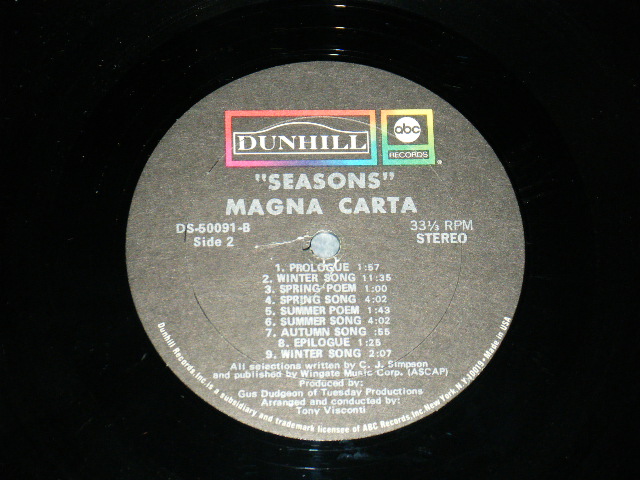 DUNHILL
abc
RECORDS
"SEASONS"
MAGNA CARTA
DS-50091-B
Side 2
33⅓ RPM
STEREO
1. PROLOGUE 1:57
2. WINTER SONG 11:35
3. SPRING POEM 1:00
4. SPRING SONG 4:02
5. SUMMER POEM 1:43
6. SUMMER SONG 4:02
7. AUTUMN SONG :55
8. EPILOGUE 1:25
9. WINTER SONG 2:07
All selections written by C. J. Simpson
and published by Wingate Music Corp. (ASCAP)
Produced by:
Gus Dudgeon of Tuesday Productions
Arranged and conducted by:
Tony Visconti
Dunhill Records, Inc. is a subsidiary and trademark licensee of ABC Records, Inc. New York, N.Y. 10019 • Made in USA